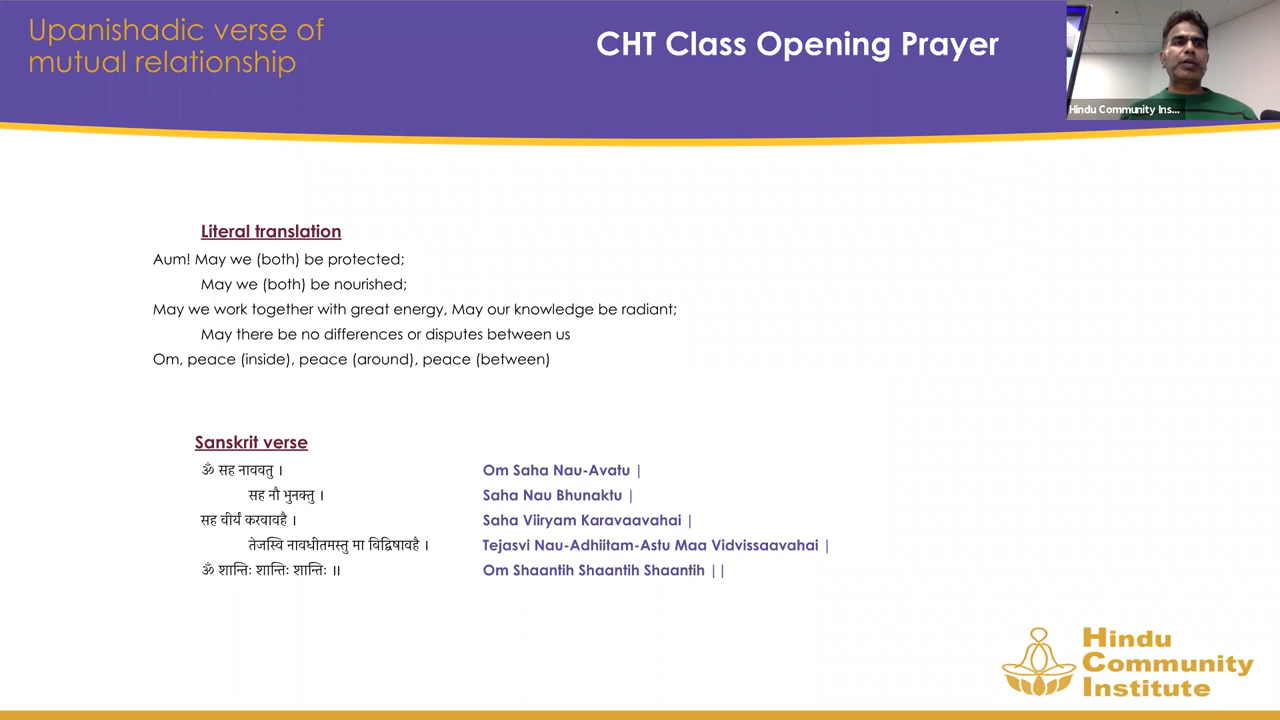 Upanishadic verse of
mutual relationship
CHT Class Opening Prayer
Hindu Community Ins...
Literal translation
Aum! May we (both) be protected;
May we (both) be nourished;
May we work together with great energy, May our knowledge be radiant;
May there be no differences or disputes between us
Om, peace (inside), peace (around), peace (between)
Sanskrit verse
ॐ सह नाववतु । Om Saha Nau-Avatu |
सह नौ भुनक्तु । Saha Nau Bhunaktu |
सह वीर्यं करवावहै । Saha Viiryam Karavaavahai |
तेजस्वि नावधीतमस्तु मा विद्विषावहै । Tejasvi Nau-Adhiitam-Astu Maa Vidvissaavahai |
ॐ शान्तिः शान्तिः शान्तिः ॥ Om Shaantih Shaantih Shaantih ||
Hindu
Community
Institute